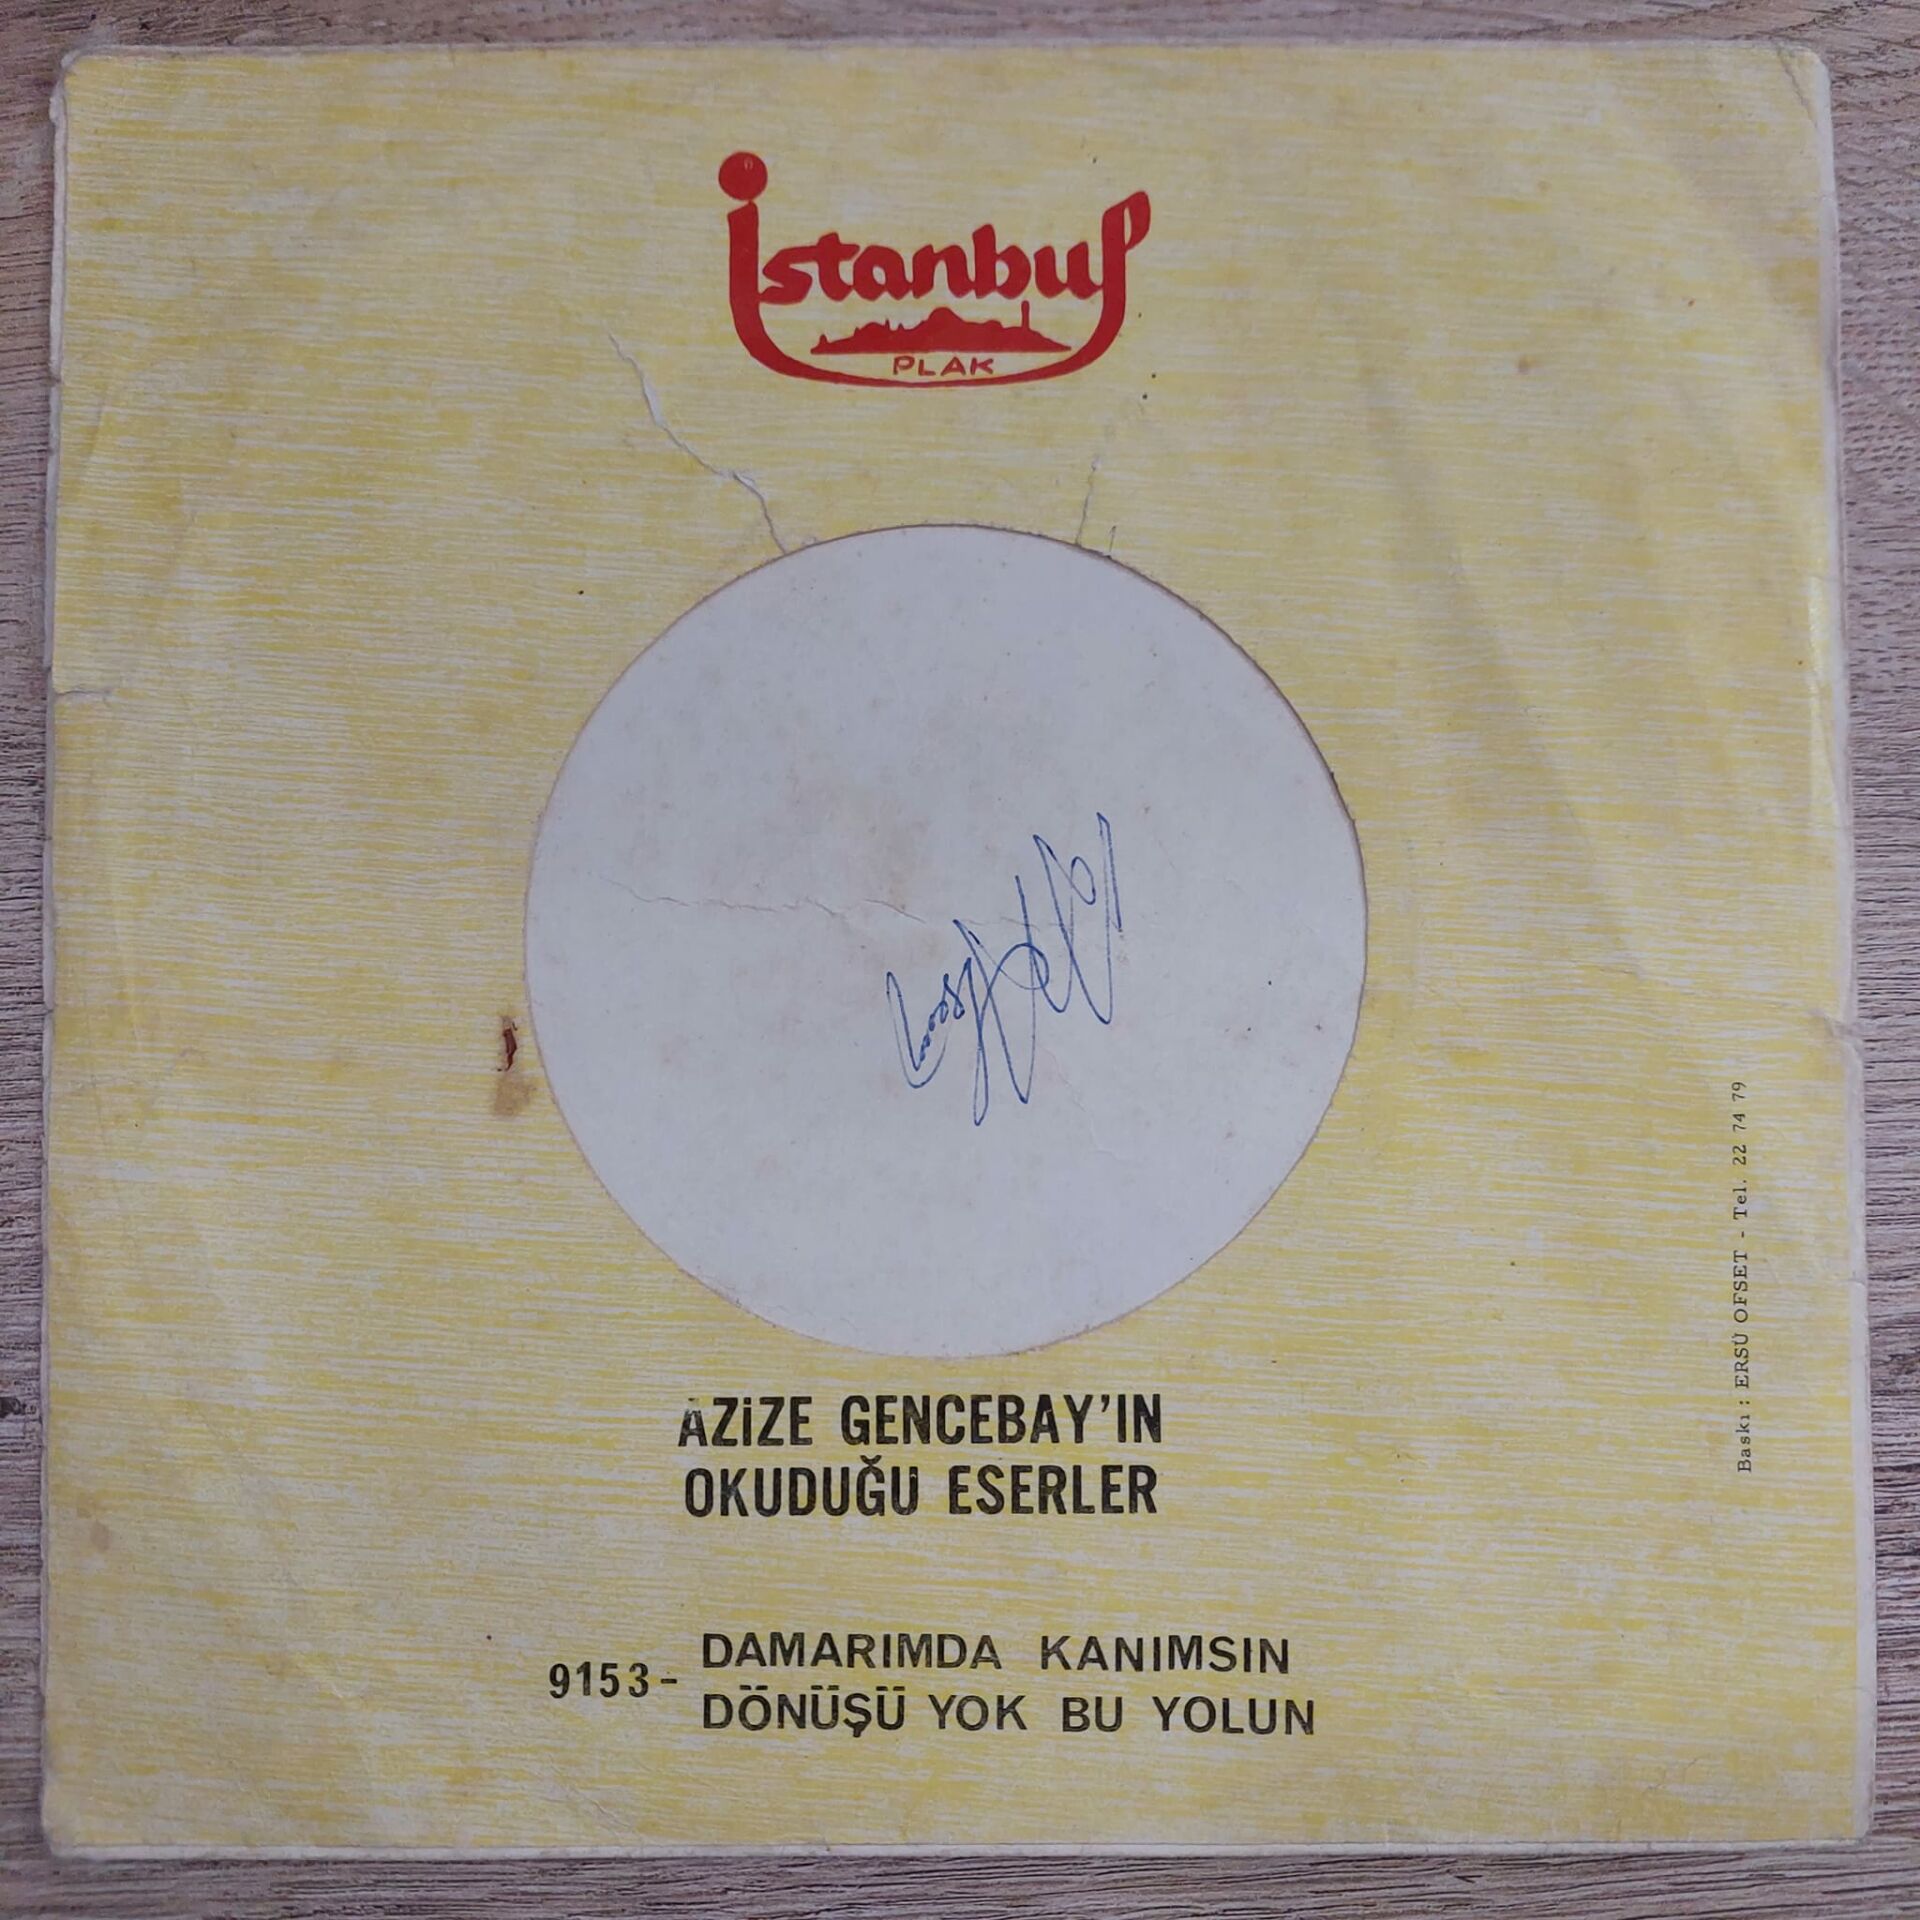 istanbul
PLAK
AZİZE GENCEBAY'IN
OKUDUĞU ESERLER
9153- DAMARIMDA KANIMSIN
DÖNÜŞÜ YOK BU YOLUN
Baskı : ERSÜ OFSET - Tel. 22 74 79